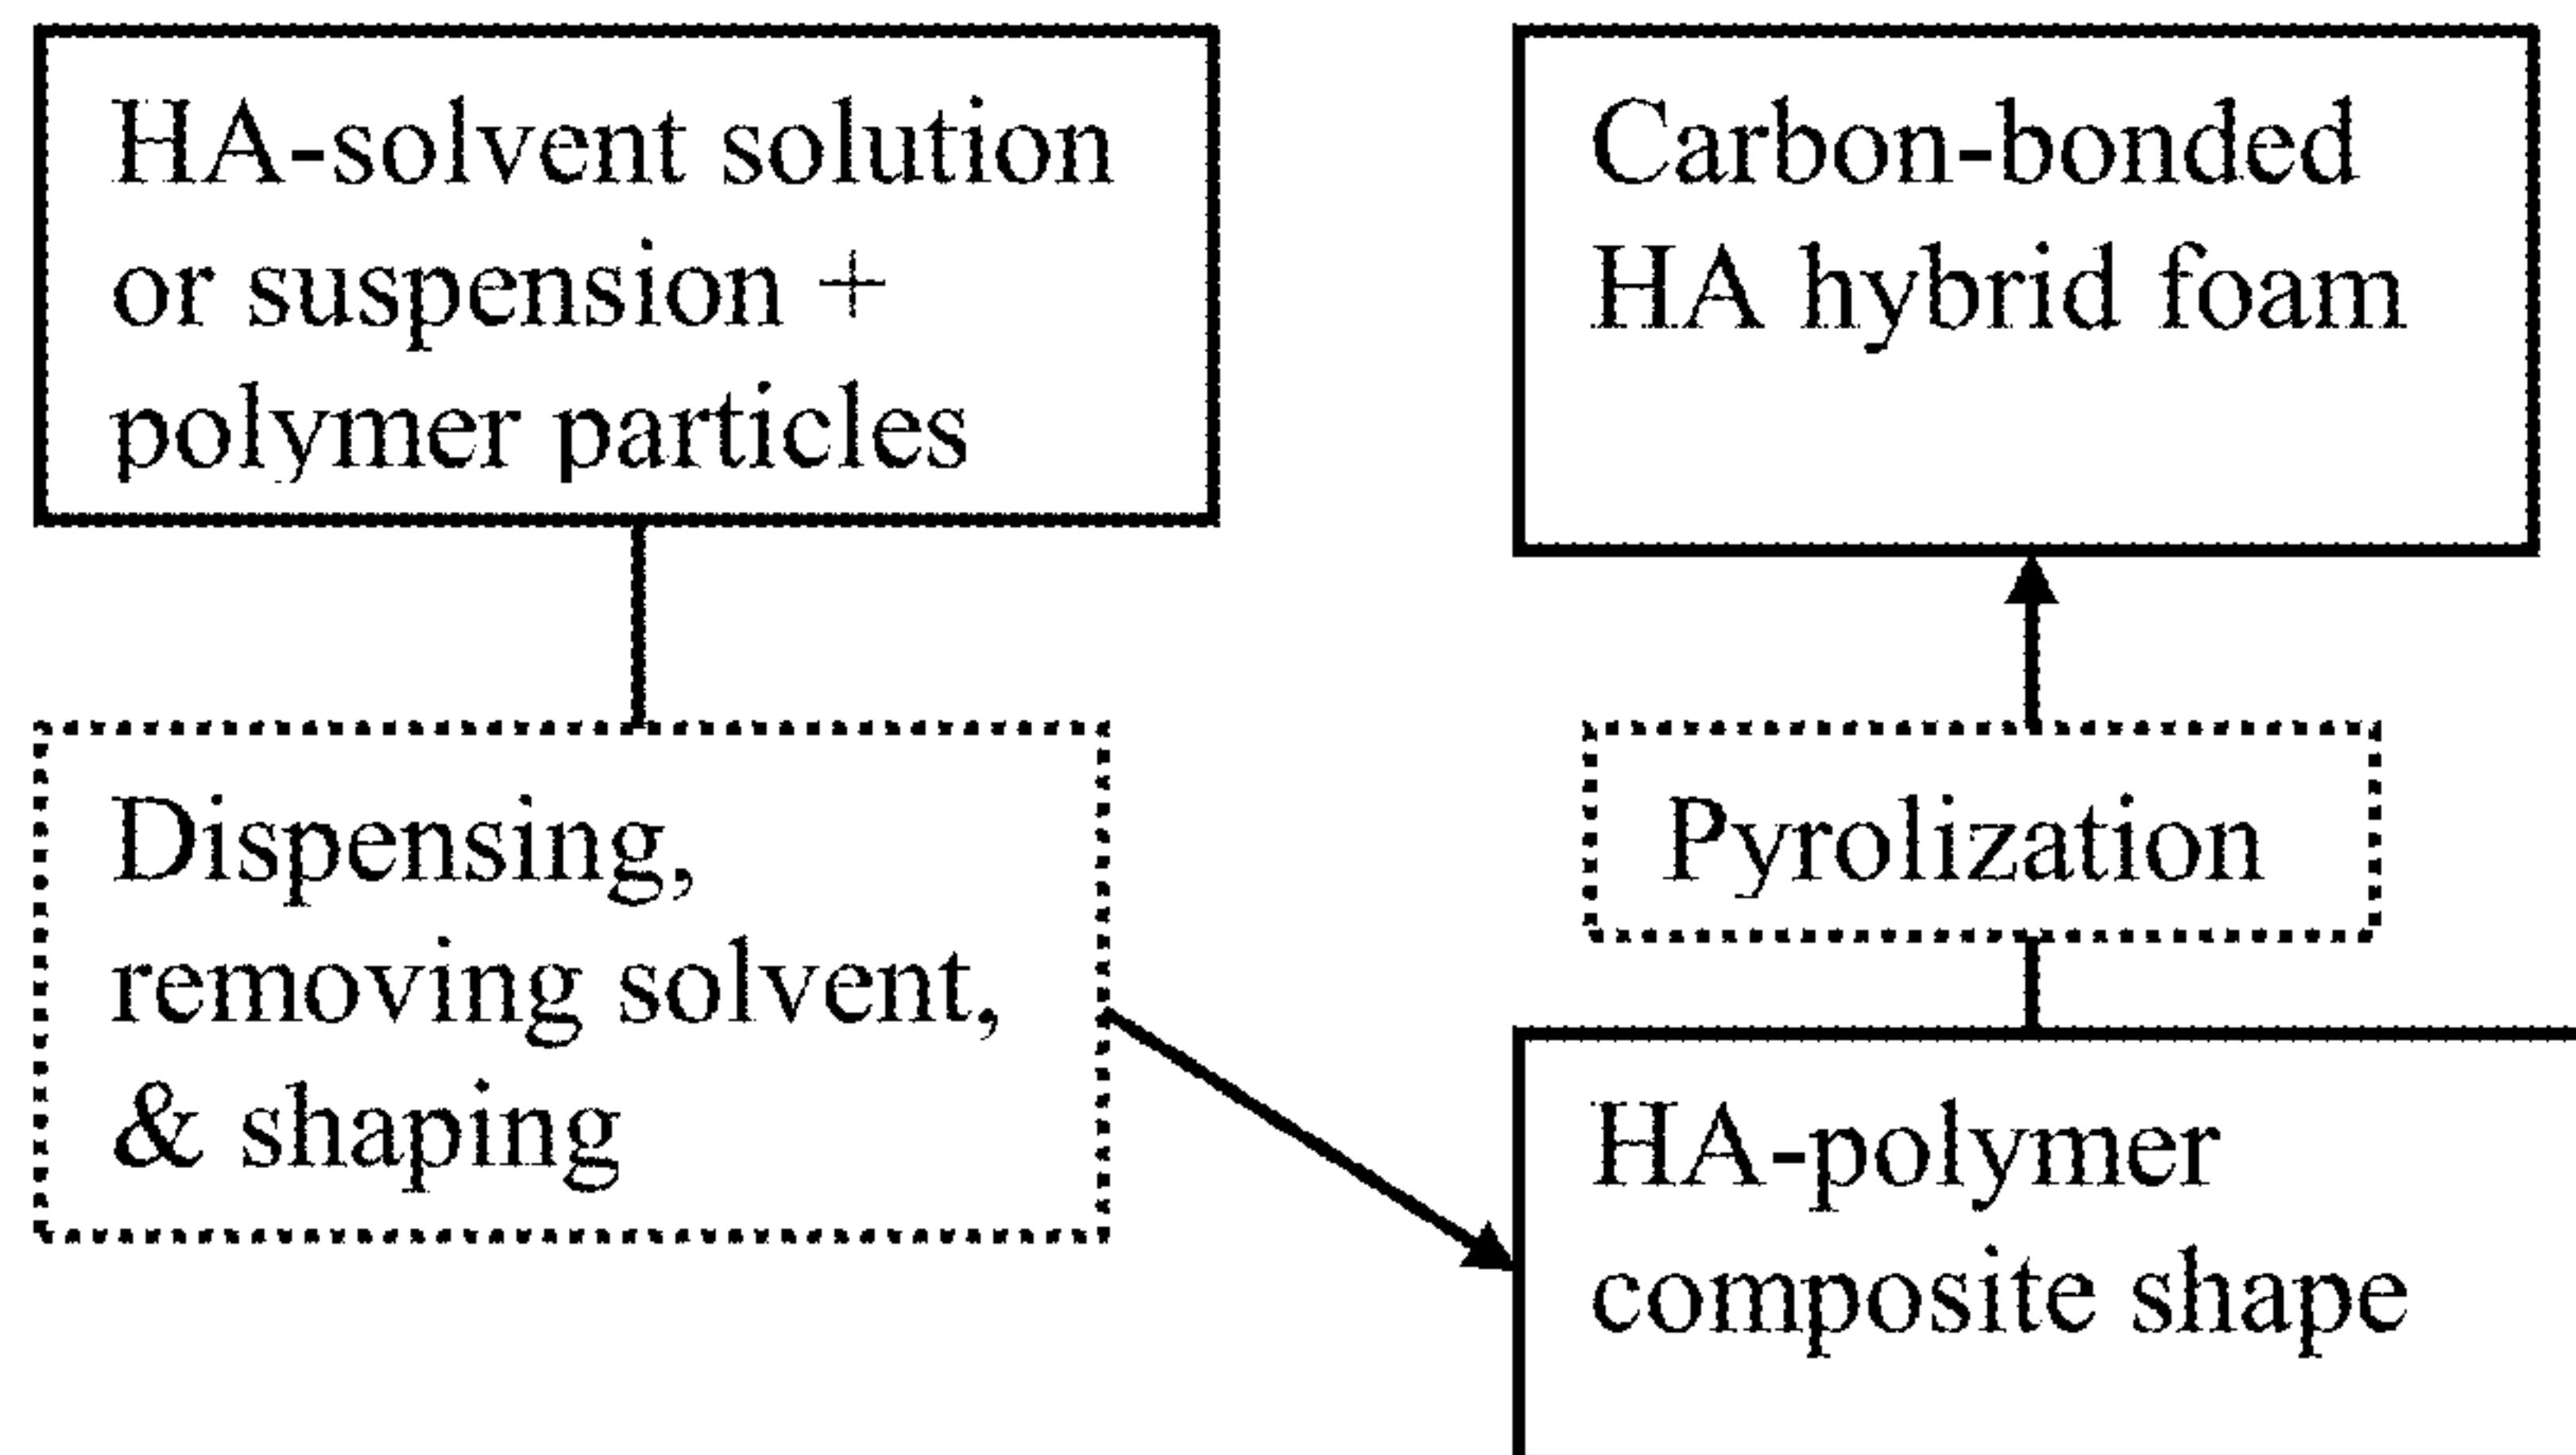 HA-solvent solution
or suspension +
polymer particles
Dispensing,
removing solvent,
& shaping
HA-polymer
composite shape
Pyrolization
Carbon-bonded
HA hybrid foam